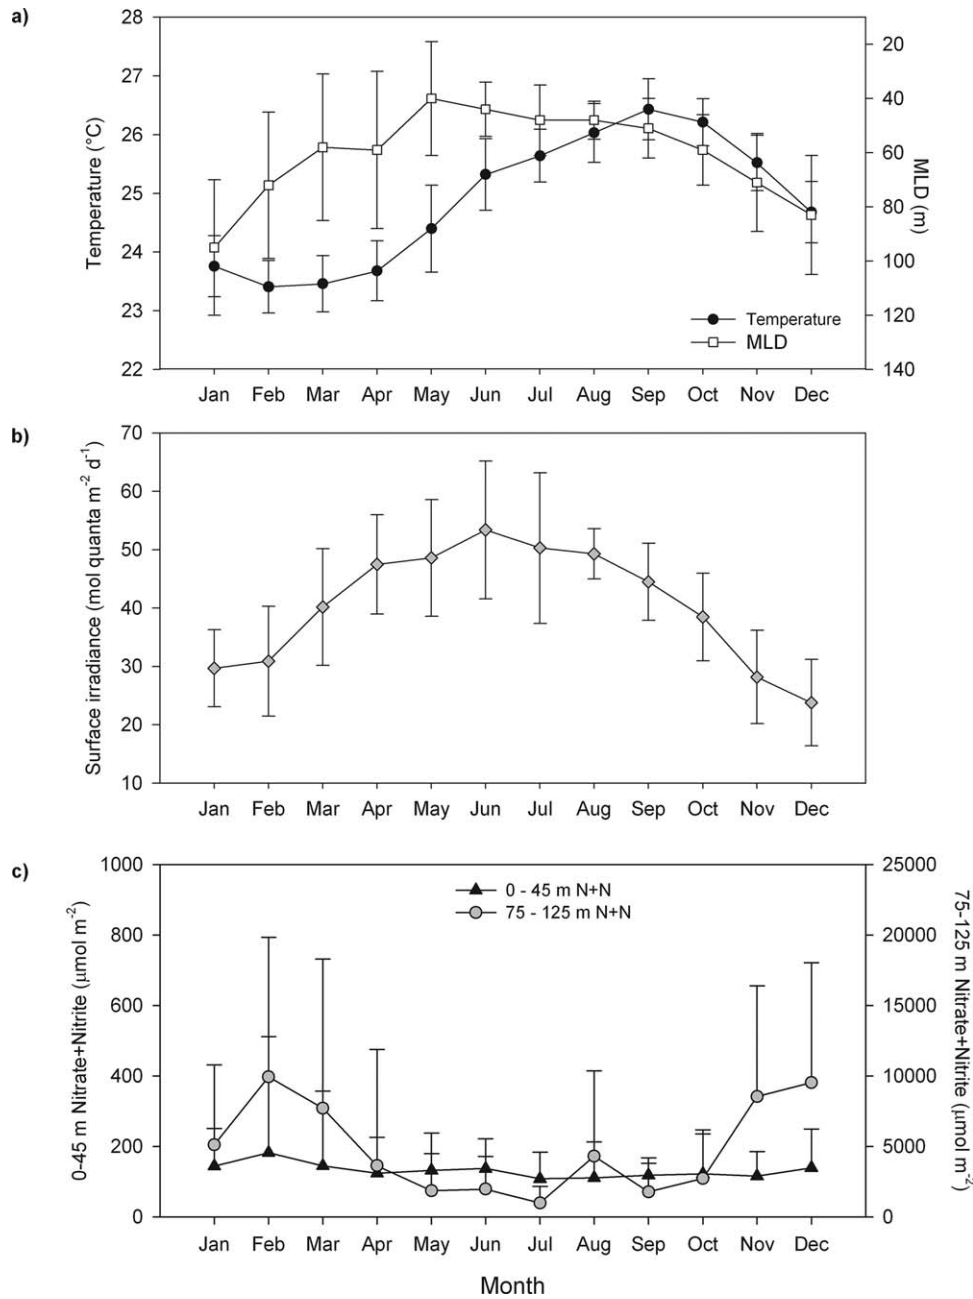 a)
28
27
26
25
24
23
22
Temperature (°C)
20
40
60
80
100
120
140
MLD (m)
Temperature
MLD
Jan Feb Mar Apr May Jun Jul Aug Sep Oct Nov Dec
b)
70
60
50
40
30
20
10
Surface irradiance (mol quanta m⁻² d⁻¹)
Jan Feb Mar Apr May Jun Jul Aug Sep Oct Nov Dec
c)
1000
800
600
400
200
0
0-45 m Nitrate+Nitrite (μmol m⁻²)
0 - 45 m N+N
75 - 125 m N+N
25000
20000
15000
10000
5000
0
75-125 m Nitrate+Nitrite (μmol m⁻²)
Jan Feb Mar Apr May Jun Jul Aug Sep Oct Nov Dec
Month